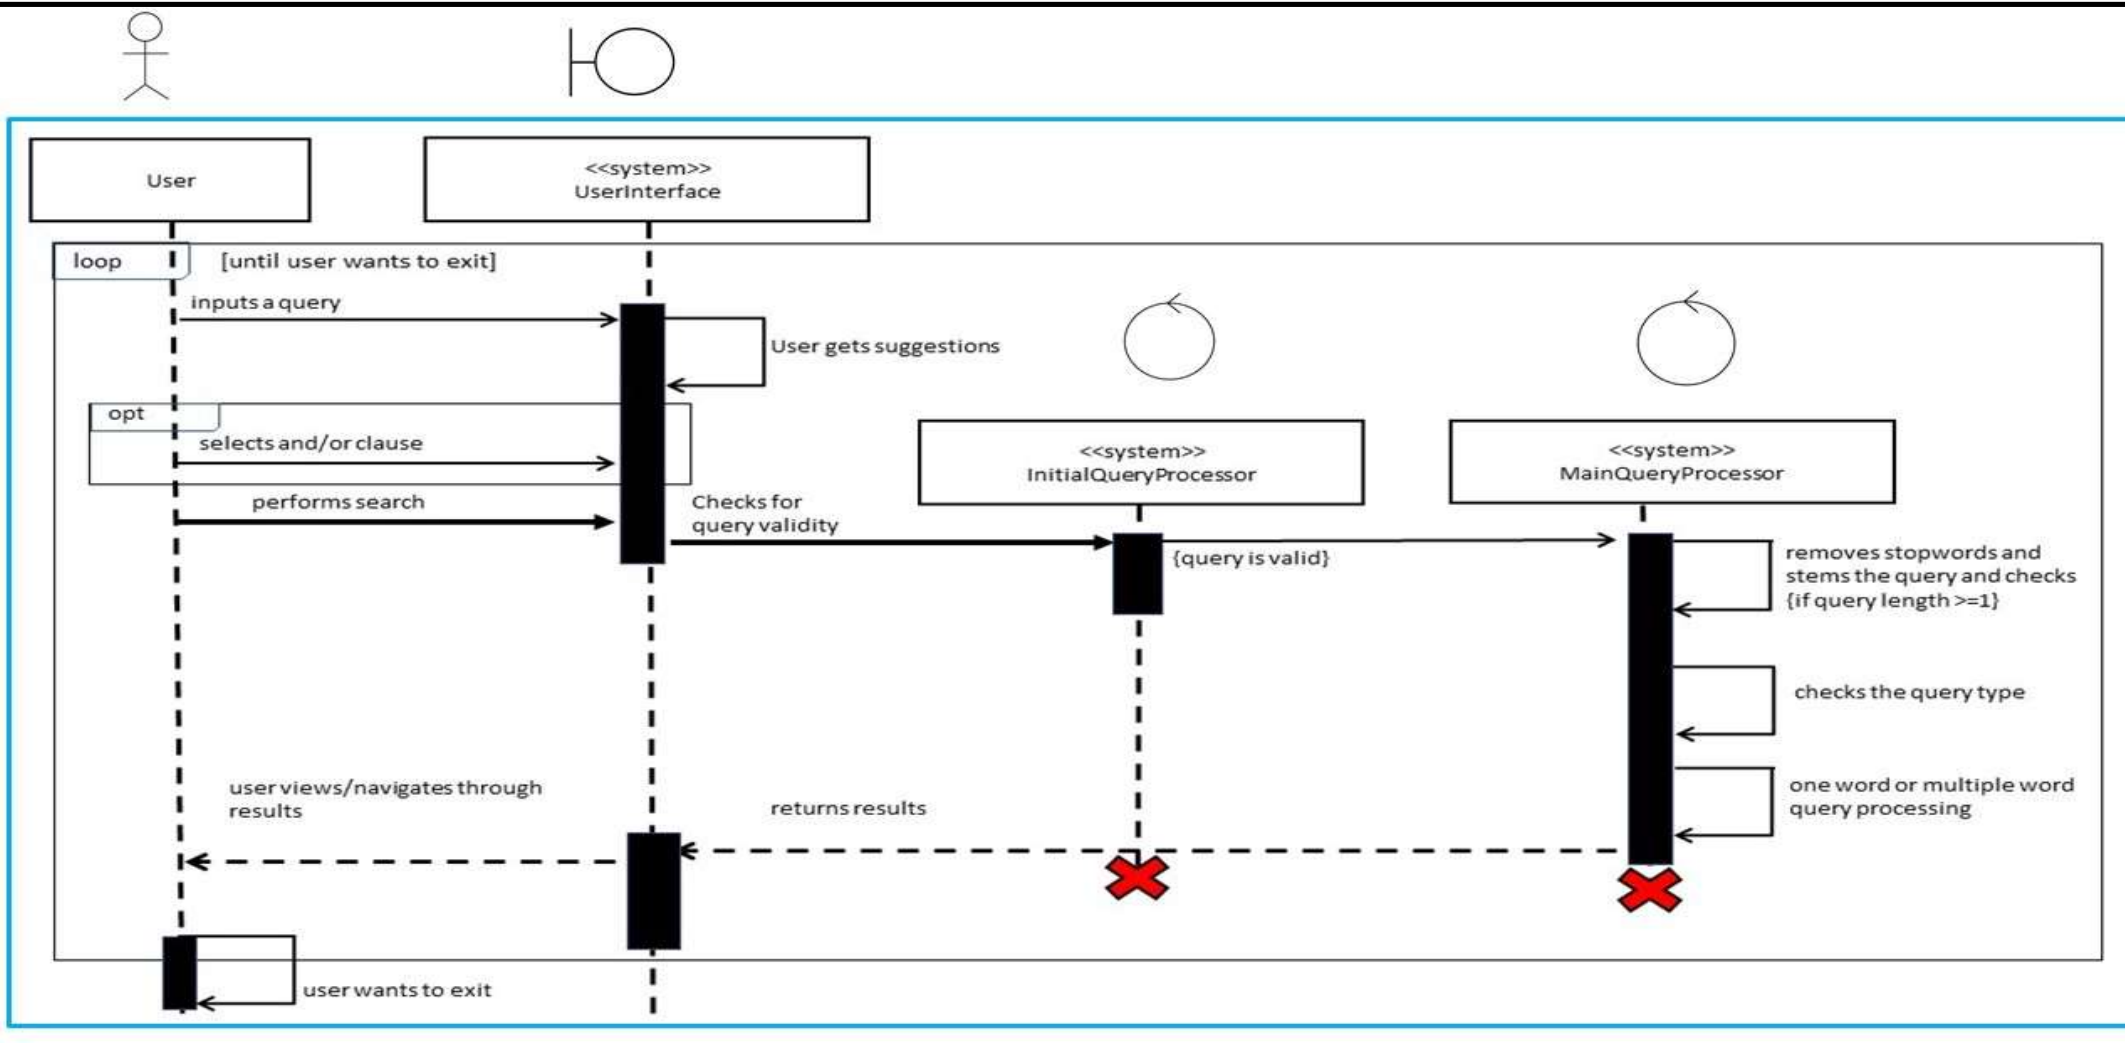 User
<<system>>
UserInterface
loop
[until user wants to exit]
inputs a query
User gets suggestions
opt
selects and/or clause
<<system>>
InitialQueryProcessor
<<system>>
MainQueryProcessor
performs search
Checks for
query validity
{query is valid}
removes stopwords and
stems the query and checks
{if query length >=1}
checks the query type
user views/navigates through
results
returns results
one word or multiple word
query processing
user wants to exit